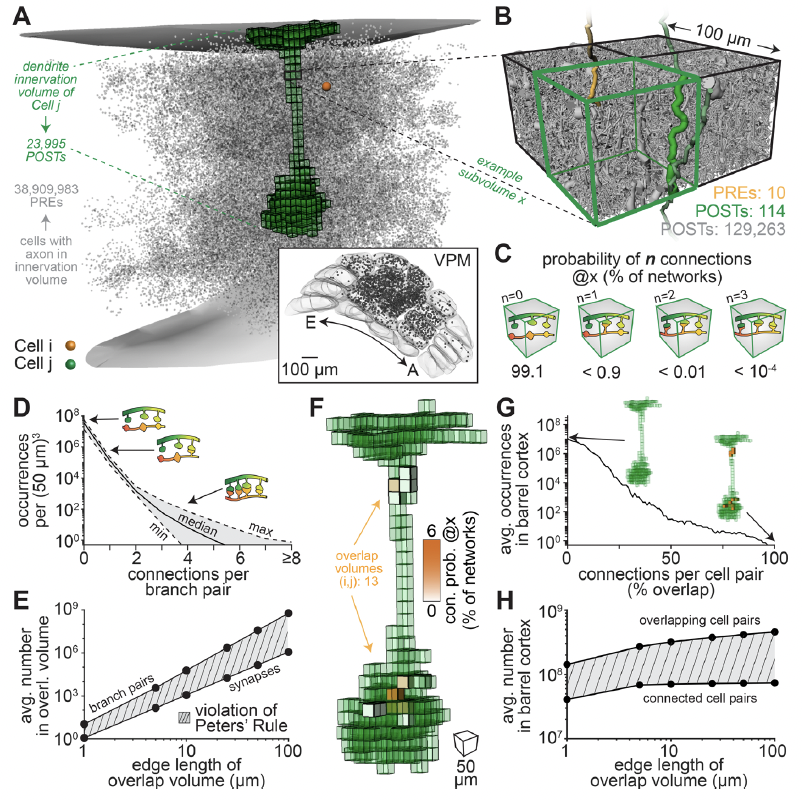 A
dendrite
innervation
volume of
Cell j
23,995
POSTs
38,909,983
PREs
cells with
axon in
innervation
volume
Cell i
Cell j
VPM
E
A
100 µm
example
subvolume x
B
100 µm
PREs: 10
POSTs: 114
POSTs: 129,263
C
probability of n connections
@x (% of networks)
n=0
n=1
n=2
n=3
99.1
< 0.9
< 0.01
< 10⁻⁴
D
occurrences
per (50 µm)³
10⁸
10⁶
10⁴
10²
10⁰
min
median
max
0
4
≥8
connections per
branch pair
E
avg. number
in overl. volume
10⁹
10⁶
10³
10⁰
branch pairs
synapses
violation of
Peters' Rule
1
10
100
edge length of
overlap volume (µm)
F
overlap
volumes
(i,j): 13
6
0
con. prob. @x
(% of networks)
50
µm
G
avg. occurrences
in barrel cortex
10⁸
10⁶
10⁴
10²
10⁰
0
50
100
connections per cell pair
(% overlap)
H
avg. number
in barrel cortex
10⁹
10⁸
10⁷
overlapping cell pairs
connected cell pairs
1
10
100
edge length of
overlap volume (µm)